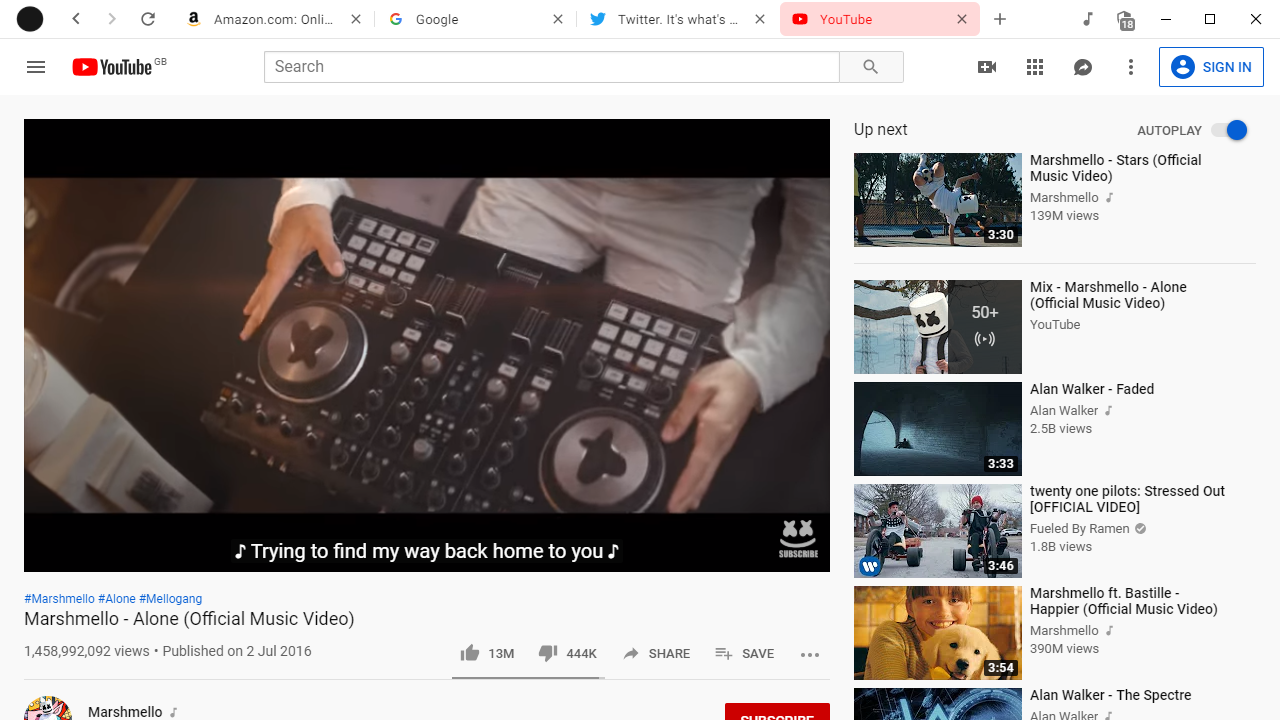 Amazon.com: Onli...
Google
Twitter. It's what's ...
YouTube
18
YouTube GB
Search
SIGN IN
♪ Trying to find my way back home to you ♪
SUBSCRIBE
#Marshmello #Alone #Mellogang
Marshmello - Alone (Official Music Video)
1,458,992,092 views • Published on 2 Jul 2016
13M
444K
SHARE
SAVE
Marshmello
SUBSCRIBE
Up next
AUTOPLAY
3:30
Marshmello - Stars (Official
Music Video)
Marshmello
139M views
50+
Mix - Marshmello - Alone
(Official Music Video)
YouTube
3:33
Alan Walker - Faded
Alan Walker
2.5B views
3:46
twenty one pilots: Stressed Out
[OFFICIAL VIDEO]
Fueled By Ramen
1.8B views
3:54
Marshmello ft. Bastille -
Happier (Official Music Video)
Marshmello
390M views
Alan Walker - The Spectre
Alan Walker